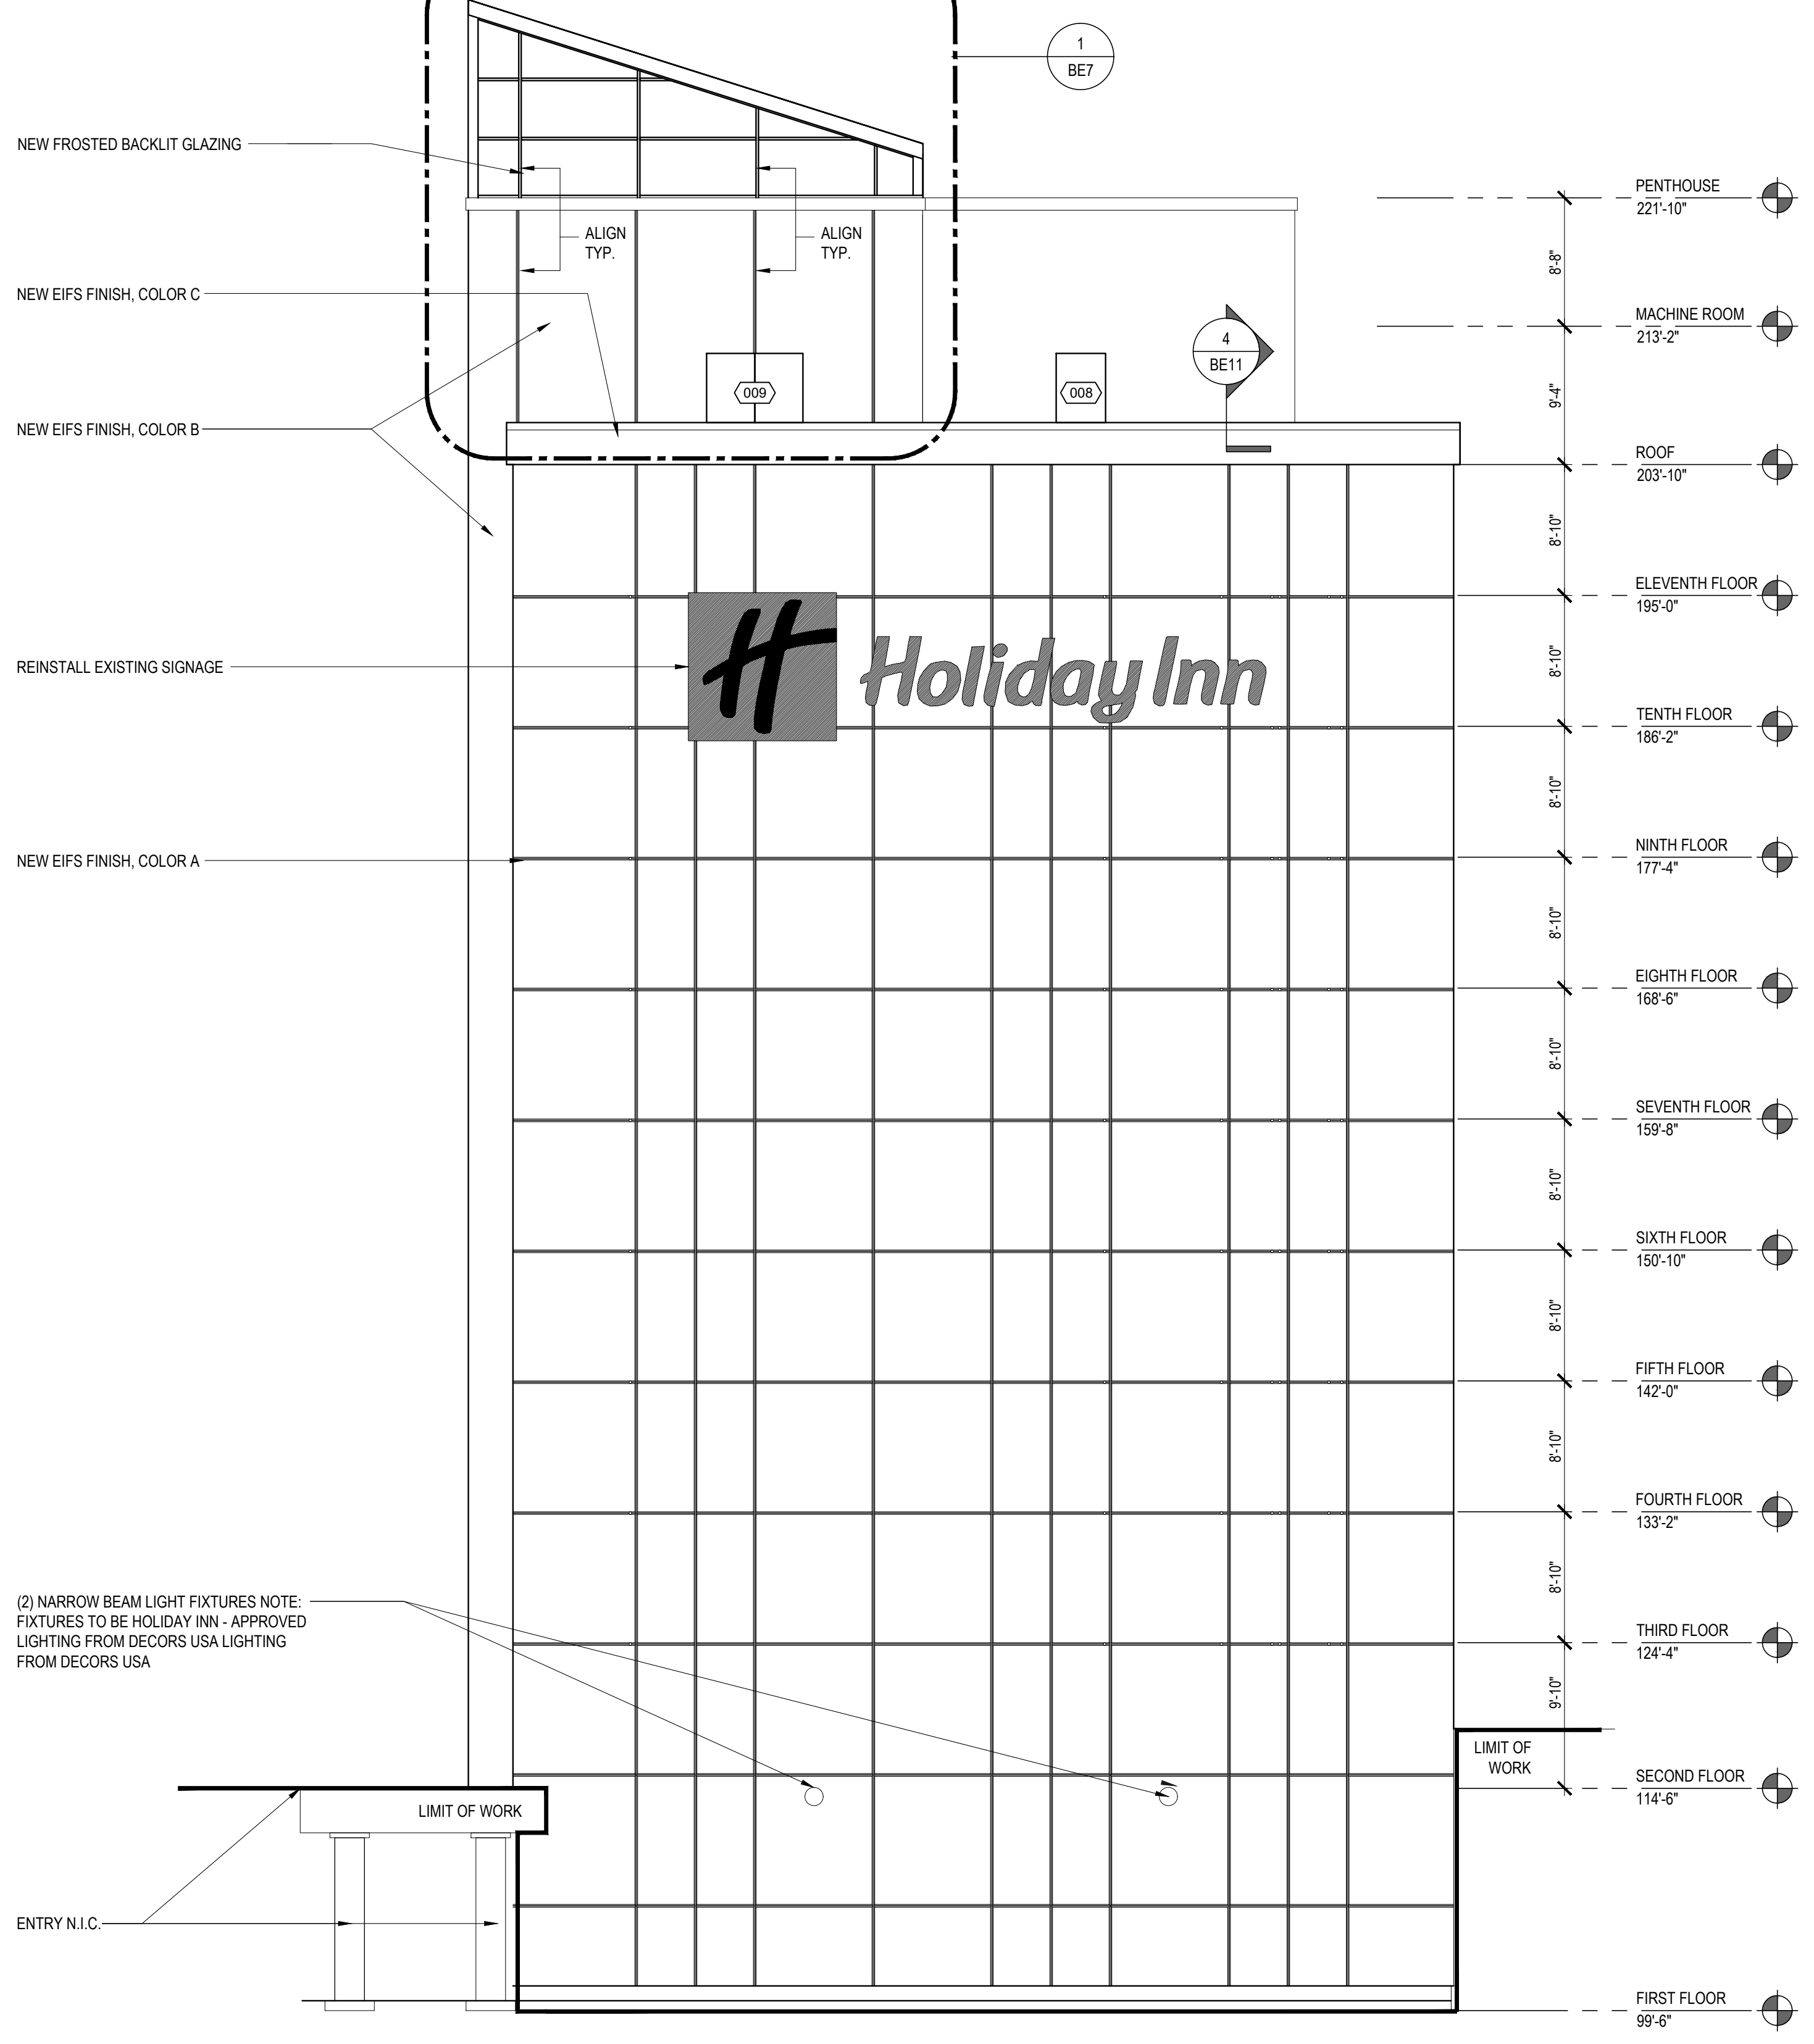 1
BE7
NEW FROSTED BACKLIT GLAZING
PENTHOUSE
221'-10"
ALIGN
TYP.
ALIGN
TYP.
8'-8"
NEW EIFS FINISH, COLOR C
MACHINE ROOM
213'-2"
4
BE11
009
008
9'-4"
NEW EIFS FINISH, COLOR B
ROOF
203'-10"
8'-10"
ELEVENTH FLOOR
195'-0"
REINSTALL EXISTING SIGNAGE
H Holiday Inn
8'-10"
TENTH FLOOR
186'-2"
8'-10"
NEW EIFS FINISH, COLOR A
NINTH FLOOR
177'-4"
8'-10"
EIGHTH FLOOR
168'-6"
8'-10"
SEVENTH FLOOR
159'-8"
8'-10"
SIXTH FLOOR
150'-10"
8'-10"
FIFTH FLOOR
142'-0"
8'-10"
FOURTH FLOOR
133'-2"
8'-10"
(2) NARROW BEAM LIGHT FIXTURES NOTE:
FIXTURES TO BE HOLIDAY INN - APPROVED
LIGHTING FROM DECORS USA LIGHTING
FROM DECORS USA
THIRD FLOOR
124'-4"
9'-10"
LIMIT OF
WORK
SECOND FLOOR
114'-6"
LIMIT OF WORK
ENTRY N.I.C.
FIRST FLOOR
99'-6"